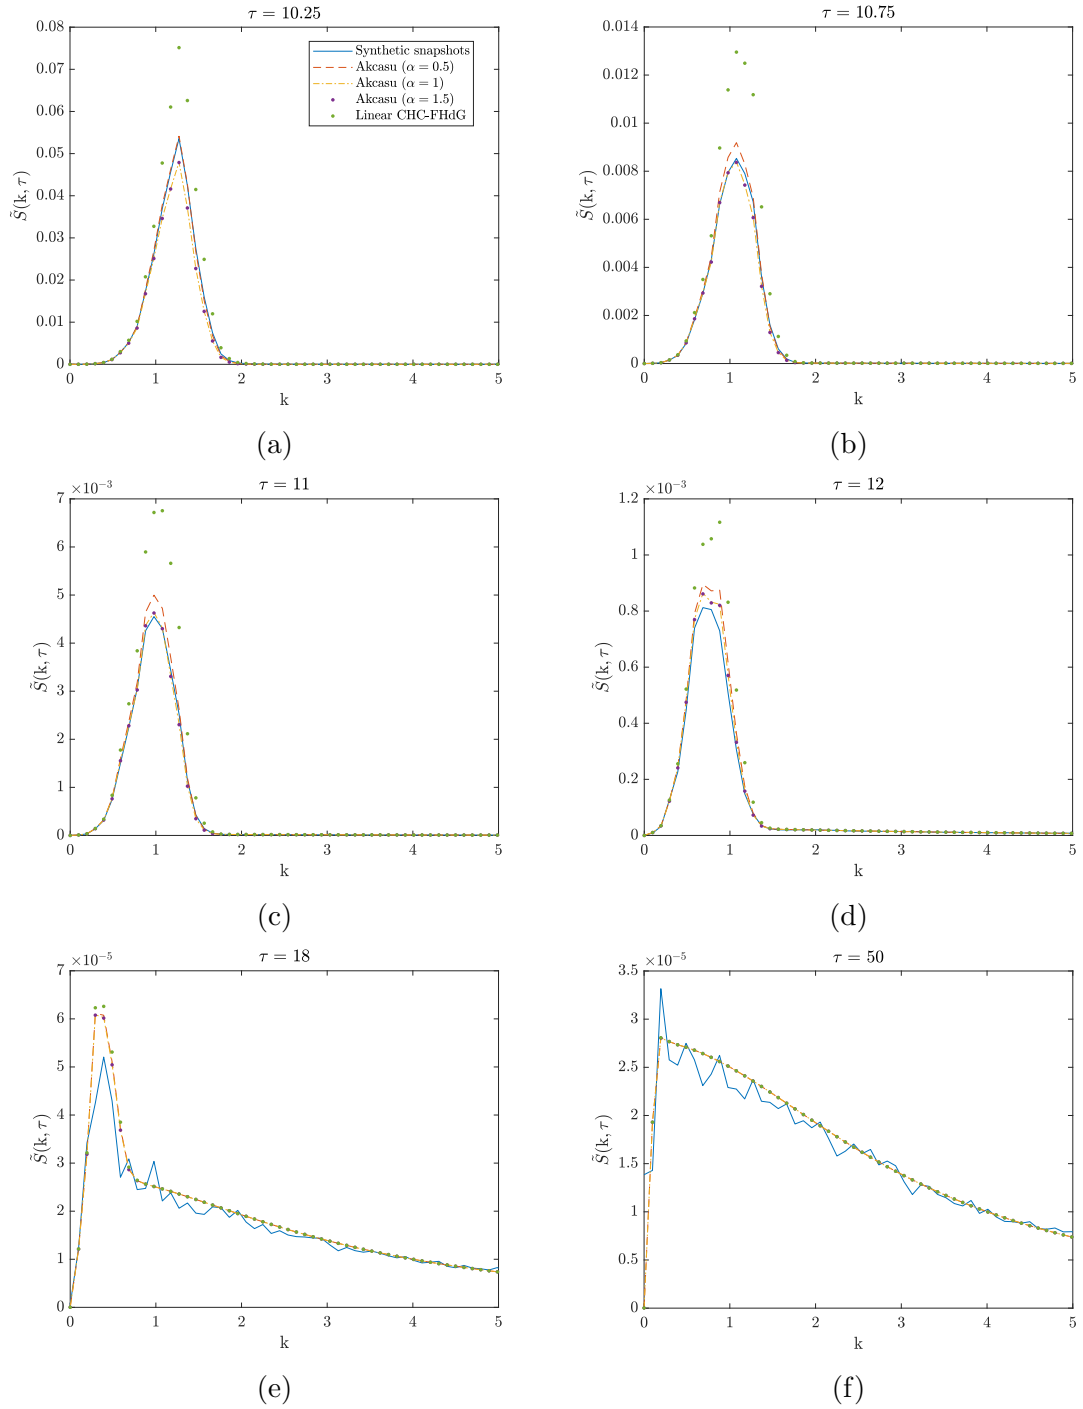 τ = 10.25
0.08
0.07
0.06
0.05
0.04
0.03
0.02
0.01
0
S̃(k, τ)
0 1 2 3 4 5
k
Synthetic snapshots
Akcasu (α = 0.5)
Akcasu (α = 1)
Akcasu (α = 1.5)
Linear CHC-FHdG
(a)
τ = 10.75
0.014
0.012
0.01
0.008
0.006
0.004
0.002
0
S̃(k, τ)
0 1 2 3 4 5
k
(b)
τ = 11
×10⁻³
7
6
5
4
3
2
1
0
S̃(k, τ)
0 1 2 3 4 5
k
(c)
τ = 12
×10⁻³
1.2
1
0.8
0.6
0.4
0.2
0
S̃(k, τ)
0 1 2 3 4 5
k
(d)
τ = 18
×10⁻⁵
7
6
5
4
3
2
1
0
S̃(k, τ)
0 1 2 3 4 5
k
(e)
τ = 50
×10⁻⁵
3.5
3
2.5
2
1.5
1
0.5
0
S̃(k, τ)
0 1 2 3 4 5
k
(f)